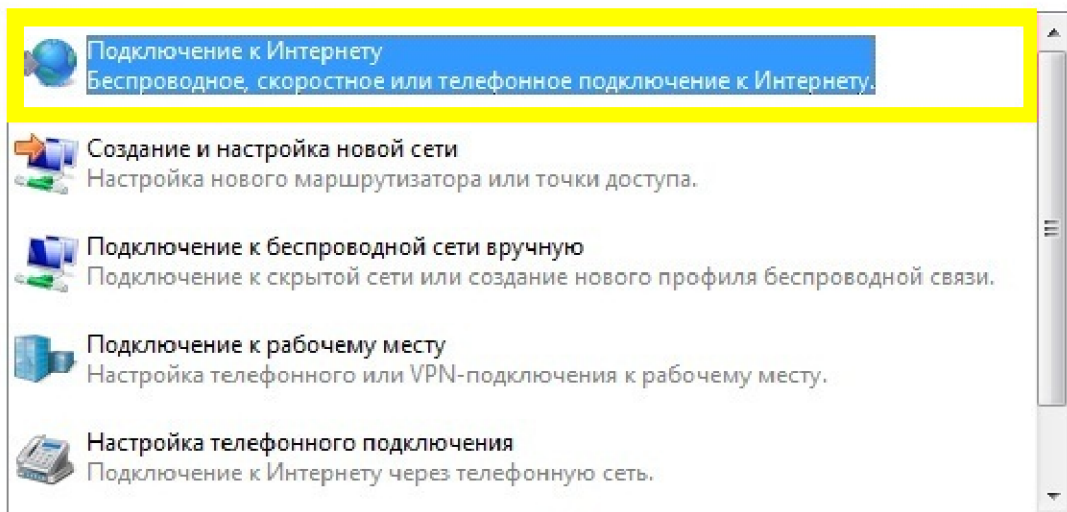 Подключение к Интернету
Беспроводное, скоростное или телефонное подключение к Интернету.
Создание и настройка новой сети
Настройка нового маршрутизатора или точки доступа.
Подключение к беспроводной сети вручную
Подключение к скрытой сети или создание нового профиля беспроводной связи.
Подключение к рабочему месту
Настройка телефонного или VPN-подключения к рабочему месту.
Настройка телефонного подключения
Подключение к Интернету через телефонную сеть.